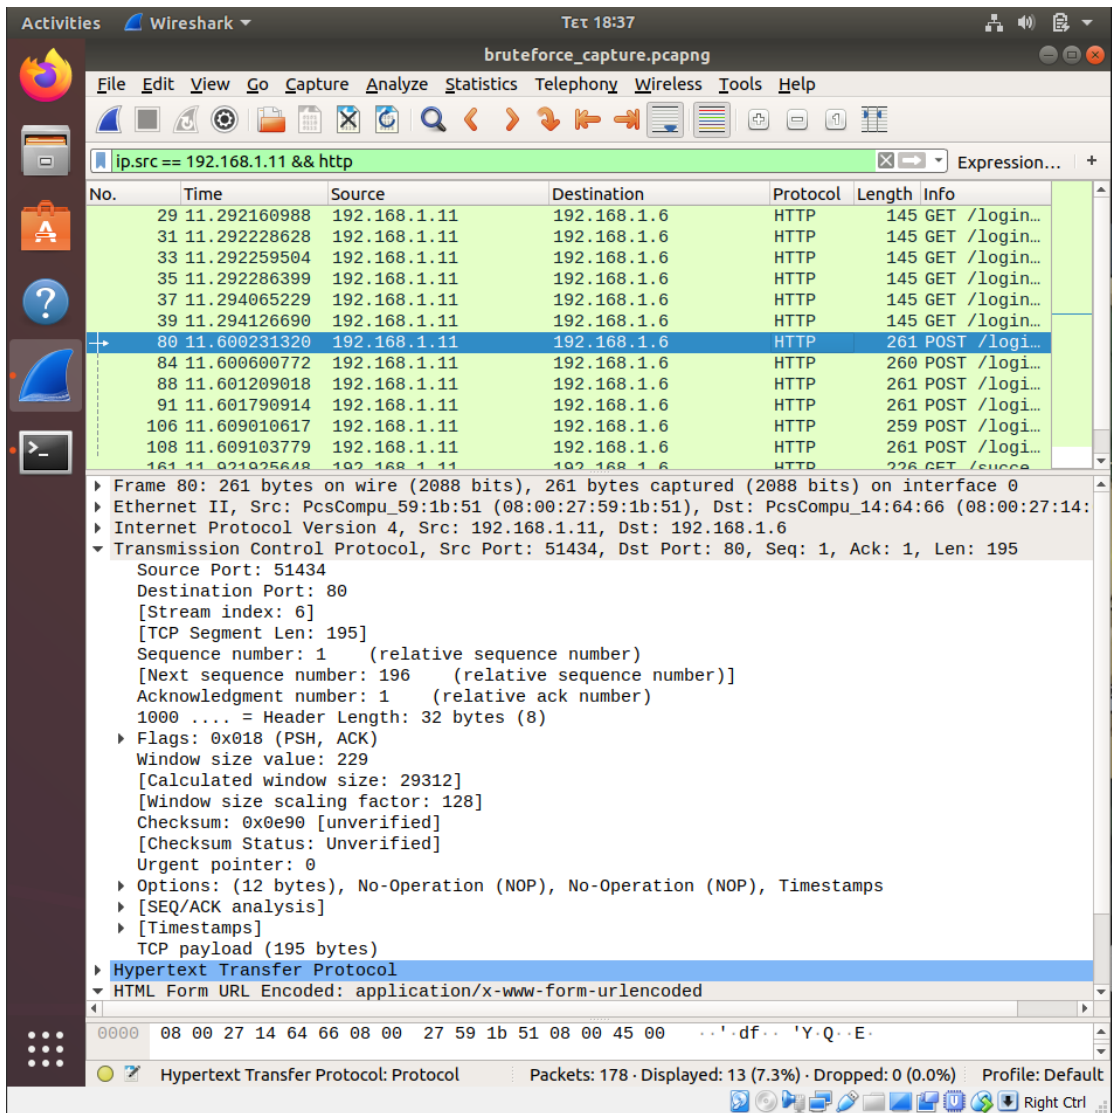 Activities Wireshark Τετ 18:37
bruteforce_capture.pcapng
File Edit View Go Capture Analyze Statistics Telephony Wireless Tools Help
ip.src == 192.168.1.11 && http Expression… +
No. Time Source Destination Protocol Length Info
29 11.292160988 192.168.1.11 192.168.1.6 HTTP 145 GET /login…
31 11.292228628 192.168.1.11 192.168.1.6 HTTP 145 GET /login…
33 11.292259504 192.168.1.11 192.168.1.6 HTTP 145 GET /login…
35 11.292286399 192.168.1.11 192.168.1.6 HTTP 145 GET /login…
37 11.294065229 192.168.1.11 192.168.1.6 HTTP 145 GET /login…
39 11.294126690 192.168.1.11 192.168.1.6 HTTP 145 GET /login…
80 11.600231320 192.168.1.11 192.168.1.6 HTTP 261 POST /logi…
84 11.600600772 192.168.1.11 192.168.1.6 HTTP 260 POST /logi…
88 11.601209018 192.168.1.11 192.168.1.6 HTTP 261 POST /logi…
91 11.601790914 192.168.1.11 192.168.1.6 HTTP 261 POST /logi…
106 11.609010617 192.168.1.11 192.168.1.6 HTTP 259 POST /logi…
108 11.609103779 192.168.1.11 192.168.1.6 HTTP 261 POST /logi…
161 11.921925648 192.168.1.11 192.168.1.6 HTTP 226 GET /succe…
Frame 80: 261 bytes on wire (2088 bits), 261 bytes captured (2088 bits) on interface 0
Ethernet II, Src: PcsCompu_59:1b:51 (08:00:27:59:1b:51), Dst: PcsCompu_14:64:66 (08:00:27:14:
Internet Protocol Version 4, Src: 192.168.1.11, Dst: 192.168.1.6
Transmission Control Protocol, Src Port: 51434, Dst Port: 80, Seq: 1, Ack: 1, Len: 195
Source Port: 51434
Destination Port: 80
[Stream index: 6]
[TCP Segment Len: 195]
Sequence number: 1 (relative sequence number)
[Next sequence number: 196 (relative sequence number)]
Acknowledgment number: 1 (relative ack number)
1000 .... = Header Length: 32 bytes (8)
Flags: 0x018 (PSH, ACK)
Window size value: 229
[Calculated window size: 29312]
[Window size scaling factor: 128]
Checksum: 0x0e90 [unverified]
[Checksum Status: Unverified]
Urgent pointer: 0
Options: (12 bytes), No-Operation (NOP), No-Operation (NOP), Timestamps
[SEQ/ACK analysis]
[Timestamps]
TCP payload (195 bytes)
Hypertext Transfer Protocol
HTML Form URL Encoded: application/x-www-form-urlencoded
0000 08 00 27 14 64 66 08 00 27 59 1b 51 08 00 45 00 ··'·df·· 'Y·Q··E·
Hypertext Transfer Protocol: Protocol Packets: 178 · Displayed: 13 (7.3%) · Dropped: 0 (0.0%) Profile: Default
Right Ctrl